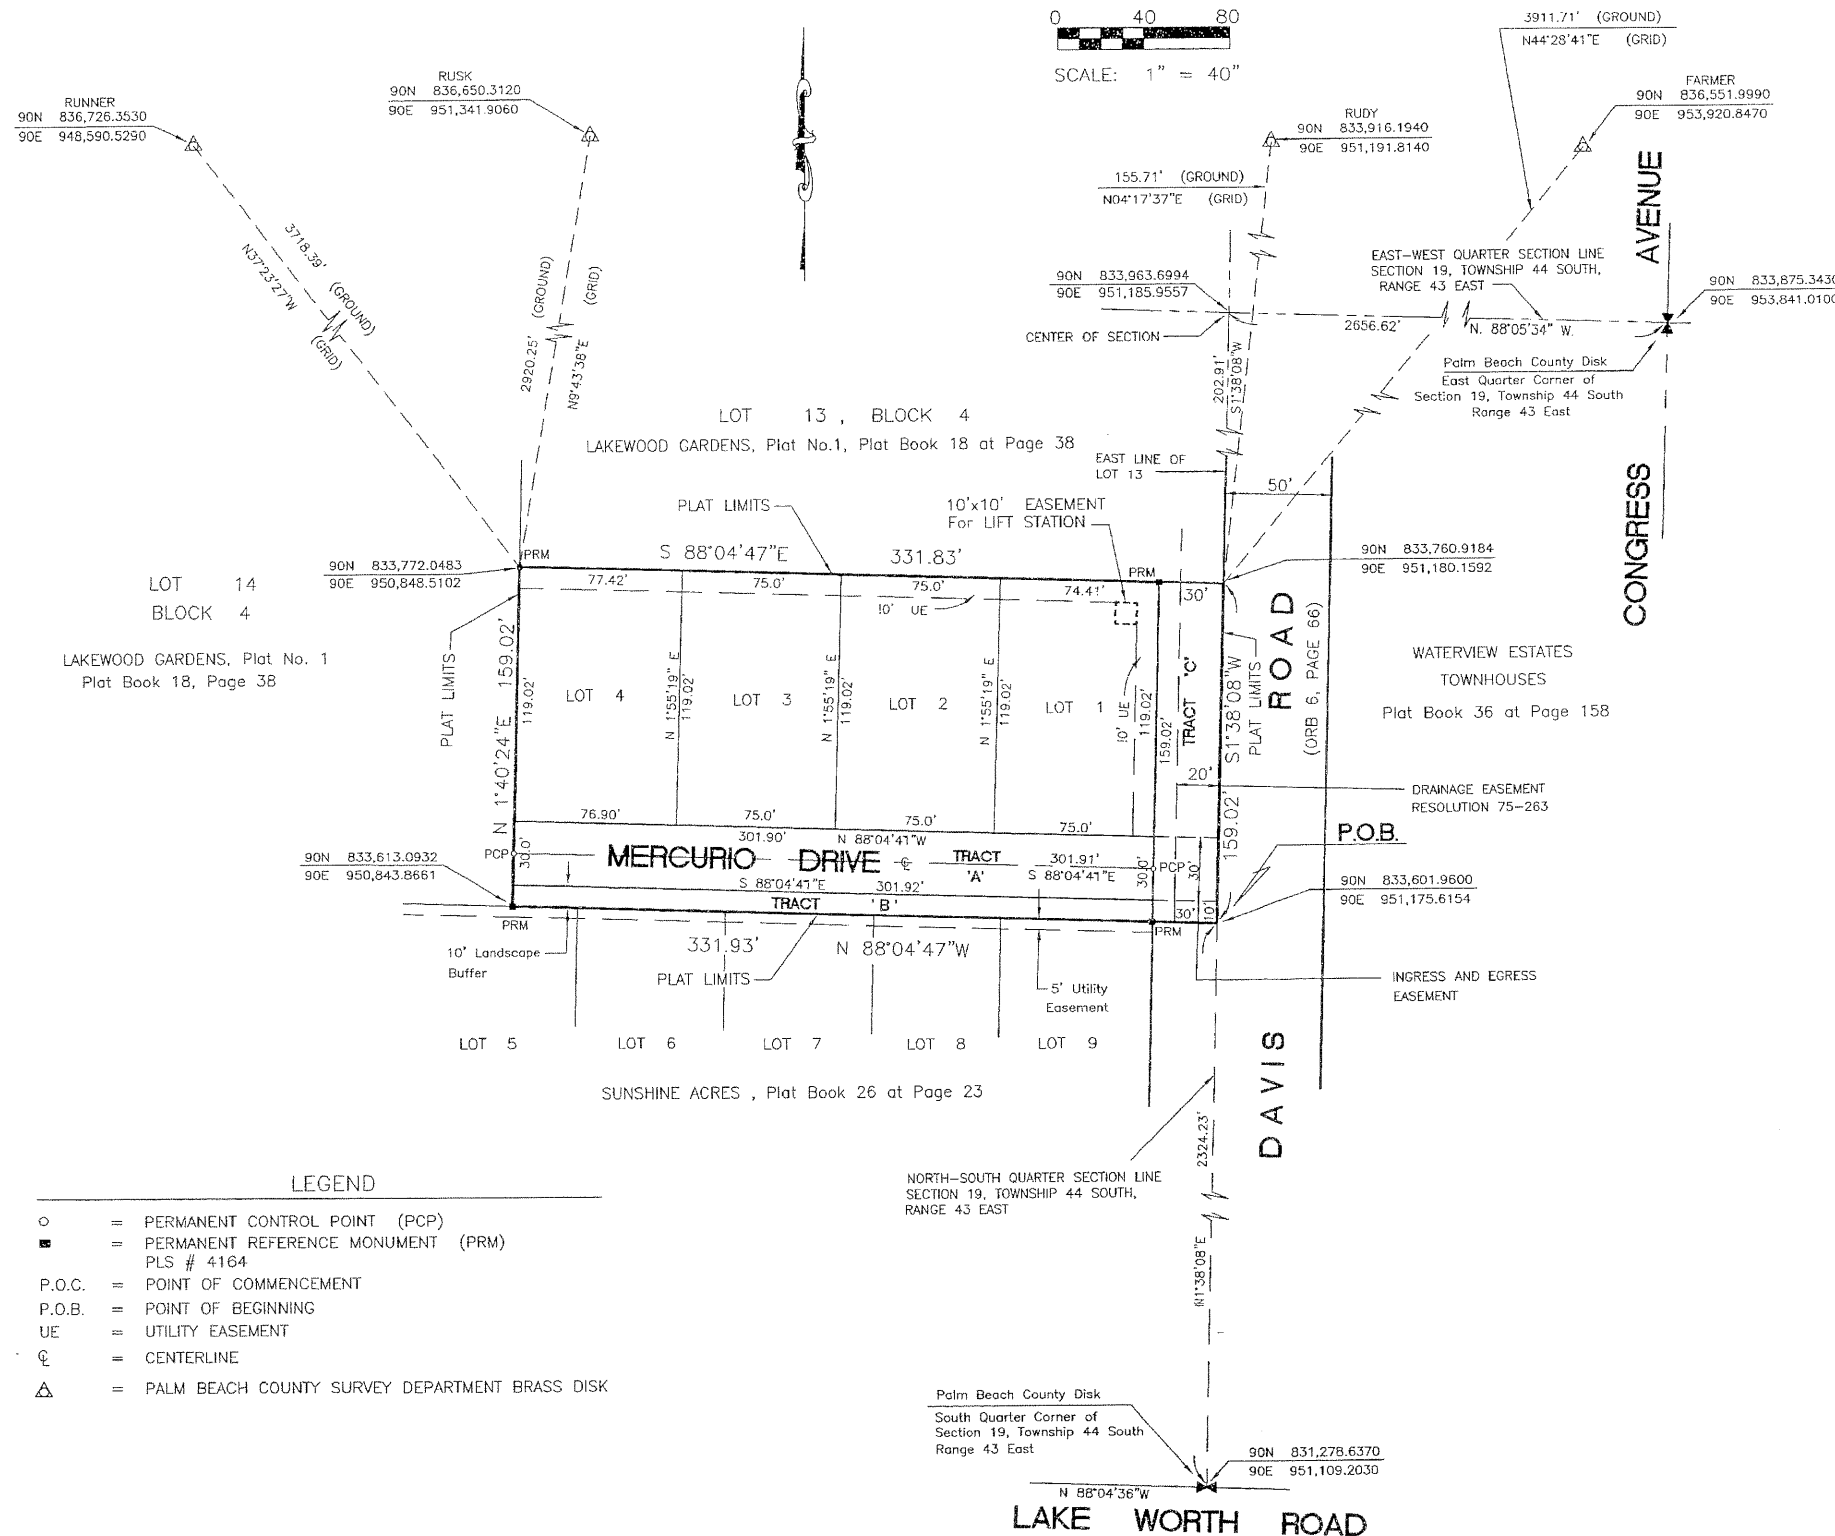 0 40 80
SCALE: 1" = 40"
3911.71' (GROUND)
N44°28'41"E (GRID)
RUNNER
90N 836,726.3530
90E 948,590.5290
RUSK
90N 836,650.3120
90E 951,341.9060
RUDY
90N 833,916.1940
90E 951,191.8140
FARMER
90N 836,551.9990
90E 953,920.8470
155.71' (GROUND)
N04°17'37"E (GRID)
3718.39' (GROUND)
N37°23'27"W (GRID)
2920.25' (GROUND)
N9°43'38"E (GRID)
90N 833,963.6994
90E 951,185.9557
CENTER OF SECTION
202.91'
S1°38'08"W
EAST-WEST QUARTER SECTION LINE
SECTION 19, TOWNSHIP 44 SOUTH,
RANGE 43 EAST
2656.62'
N. 88°05'34" W.
90N 833,875.3430
90E 953,841.0100
Palm Beach County Disk
East Quarter Corner of
Section 19, Township 44 South
Range 43 East
CONGRESS AVENUE
LOT 13 , BLOCK 4
LAKEWOOD GARDENS, Plat No.1, Plat Book 18 at Page 38
EAST LINE OF
LOT 13
50'
PLAT LIMITS
10'x10' EASEMENT
For LIFT STATION
S 88°04'47"E 331.83'
PRM
PRM
90N 833,772.0483
90E 950,848.5102
90N 833,760.9184
90E 951,180.1592
LOT 14
BLOCK 4
LAKEWOOD GARDENS, Plat No. 1
Plat Book 18, Page 38
77.42'
75.0'
75.0'
74.41'
30'
10' UE
PLAT LIMITS
N 1°40'24"E 159.02'
119.02'
LOT 4
N 1°55'19" E
119.02'
LOT 3
N 1°55'19" E
119.02'
LOT 2
N 1°55'19" E
119.02'
LOT 1
10' UE
119.02'
159.02'
TRACT 'C'
S1°38'08"W 159.02'
PLAT LIMITS
DAVIS ROAD
(ORB 6, PAGE 66)
WATERVIEW ESTATES
TOWNHOUSES
Plat Book 36 at Page 158
20'
DRAINAGE EASEMENT
RESOLUTION 75-263
P.O.B.
76.90'
75.0'
75.0'
75.0'
301.90' N 88°04'41"W
90N 833,613.0932
90E 950,843.8661
PCP
30.0'
MERCURIO DRIVE ℄ TRACT
'A'
301.91'
S 88°04'41"E
30.0'
PCP
30'
S 88°04'41"E 301.92'
TRACT 'B'
30'
10'
90N 833,601.9600
90E 951,175.6154
PRM
PRM
331.93' N 88°04'47"W
10' Landscape
Buffer
PLAT LIMITS
5' Utility
Easement
INGRESS AND EGRESS
EASEMENT
LOT 5
LOT 6
LOT 7
LOT 8
LOT 9
SUNSHINE ACRES , Plat Book 26 at Page 23
2324.23'
N1°38'08"E
NORTH-SOUTH QUARTER SECTION LINE
SECTION 19, TOWNSHIP 44 SOUTH,
RANGE 43 EAST
LEGEND
= PERMANENT CONTROL POINT (PCP)
= PERMANENT REFERENCE MONUMENT (PRM)
PLS # 4164
P.O.C. = POINT OF COMMENCEMENT
P.O.B. = POINT OF BEGINNING
UE = UTILITY EASEMENT
℄ = CENTERLINE
= PALM BEACH COUNTY SURVEY DEPARTMENT BRASS DISK
Palm Beach County Disk
South Quarter Corner of
Section 19, Township 44 South
Range 43 East
90N 831,278.6370
90E 951,109.2030
N 88°04'36"W
LAKE WORTH ROAD